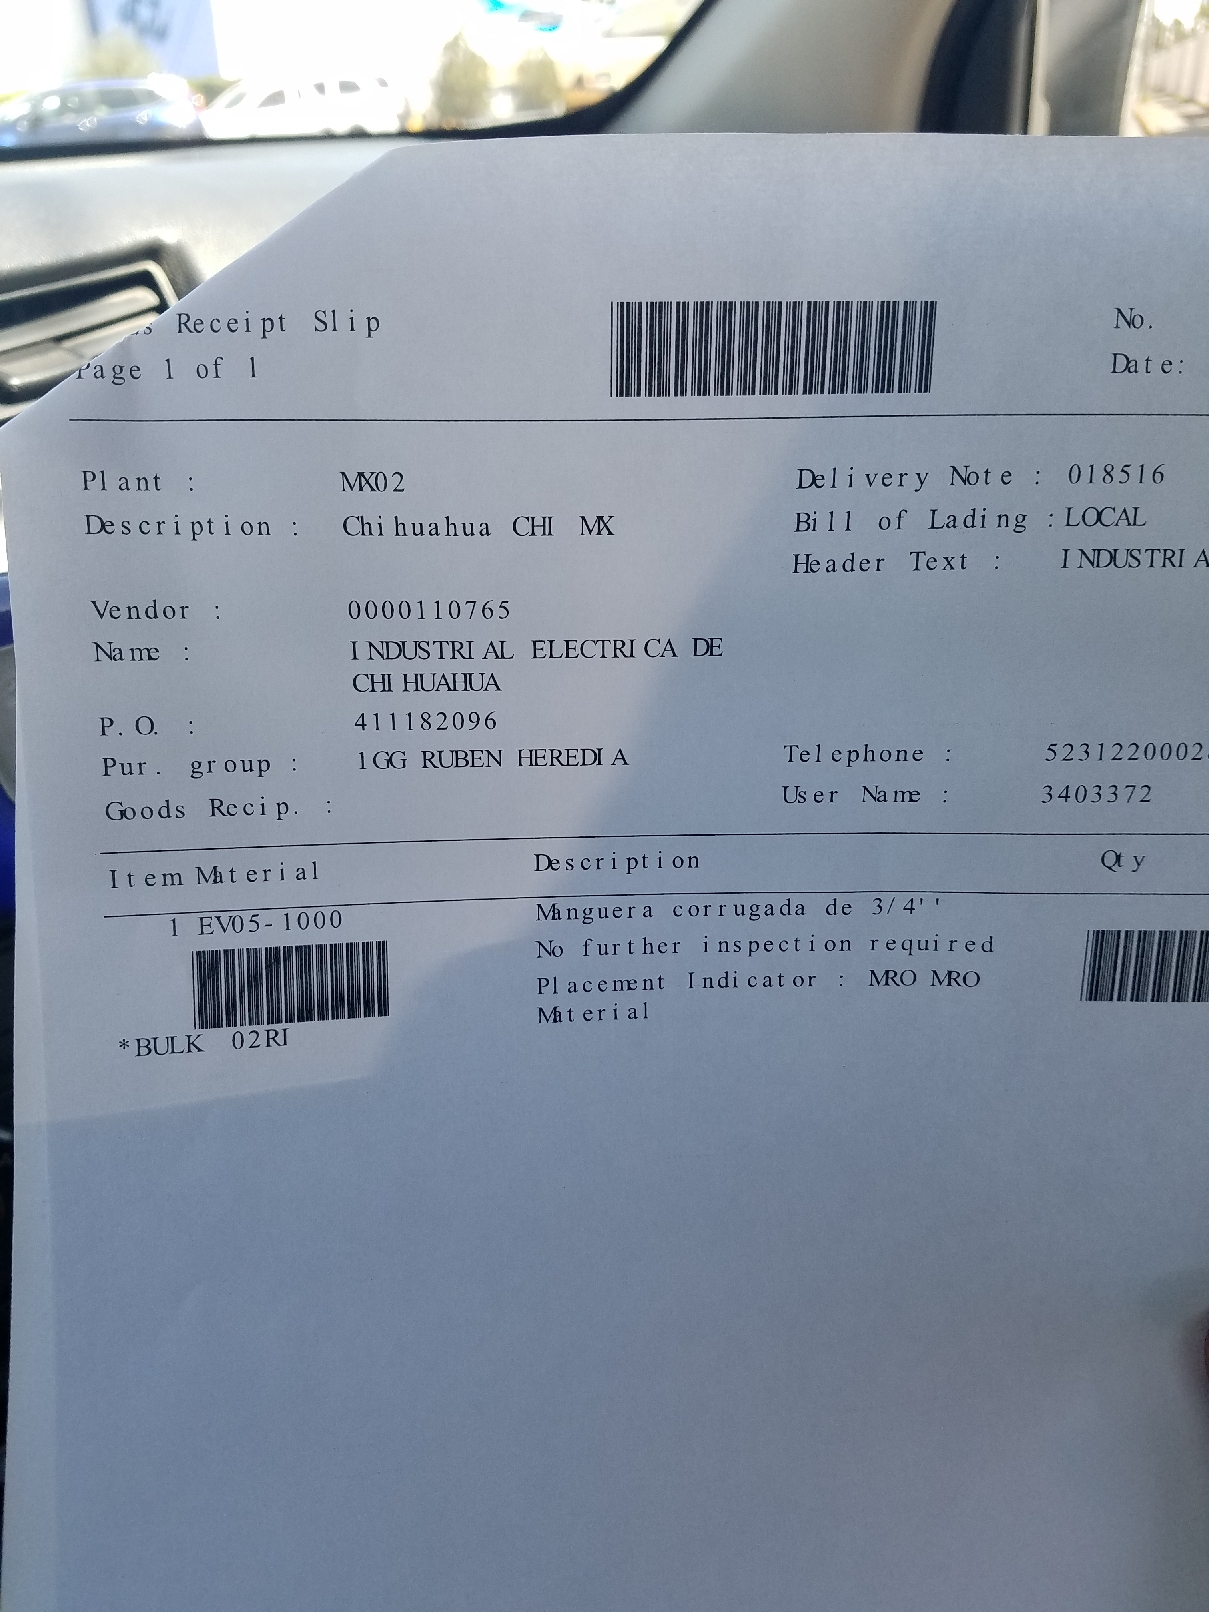 Receipt Slip
Page 1 of 1
No.
Date:
Plant : MX02
Delivery Note : 018516
Description : Chihuahua CHI MX
Bill of Lading : LOCAL
Header Text :
Vendor : 0000110765
Name : INDUSTRIAL ELECTRICA DE
CHIHUAHUA
P.O. : 411182096
Pur. group : 1GG RUBEN HEREDIA
Telephone : 5231220002
Goods Recip. :
User Name : 3403372
Item Material Description Qty
1 EV05-1000 Manguera corrugada de 3/4''
No further inspection required
Placement Indicator : MRO MRO
Material
*BULK 02RI